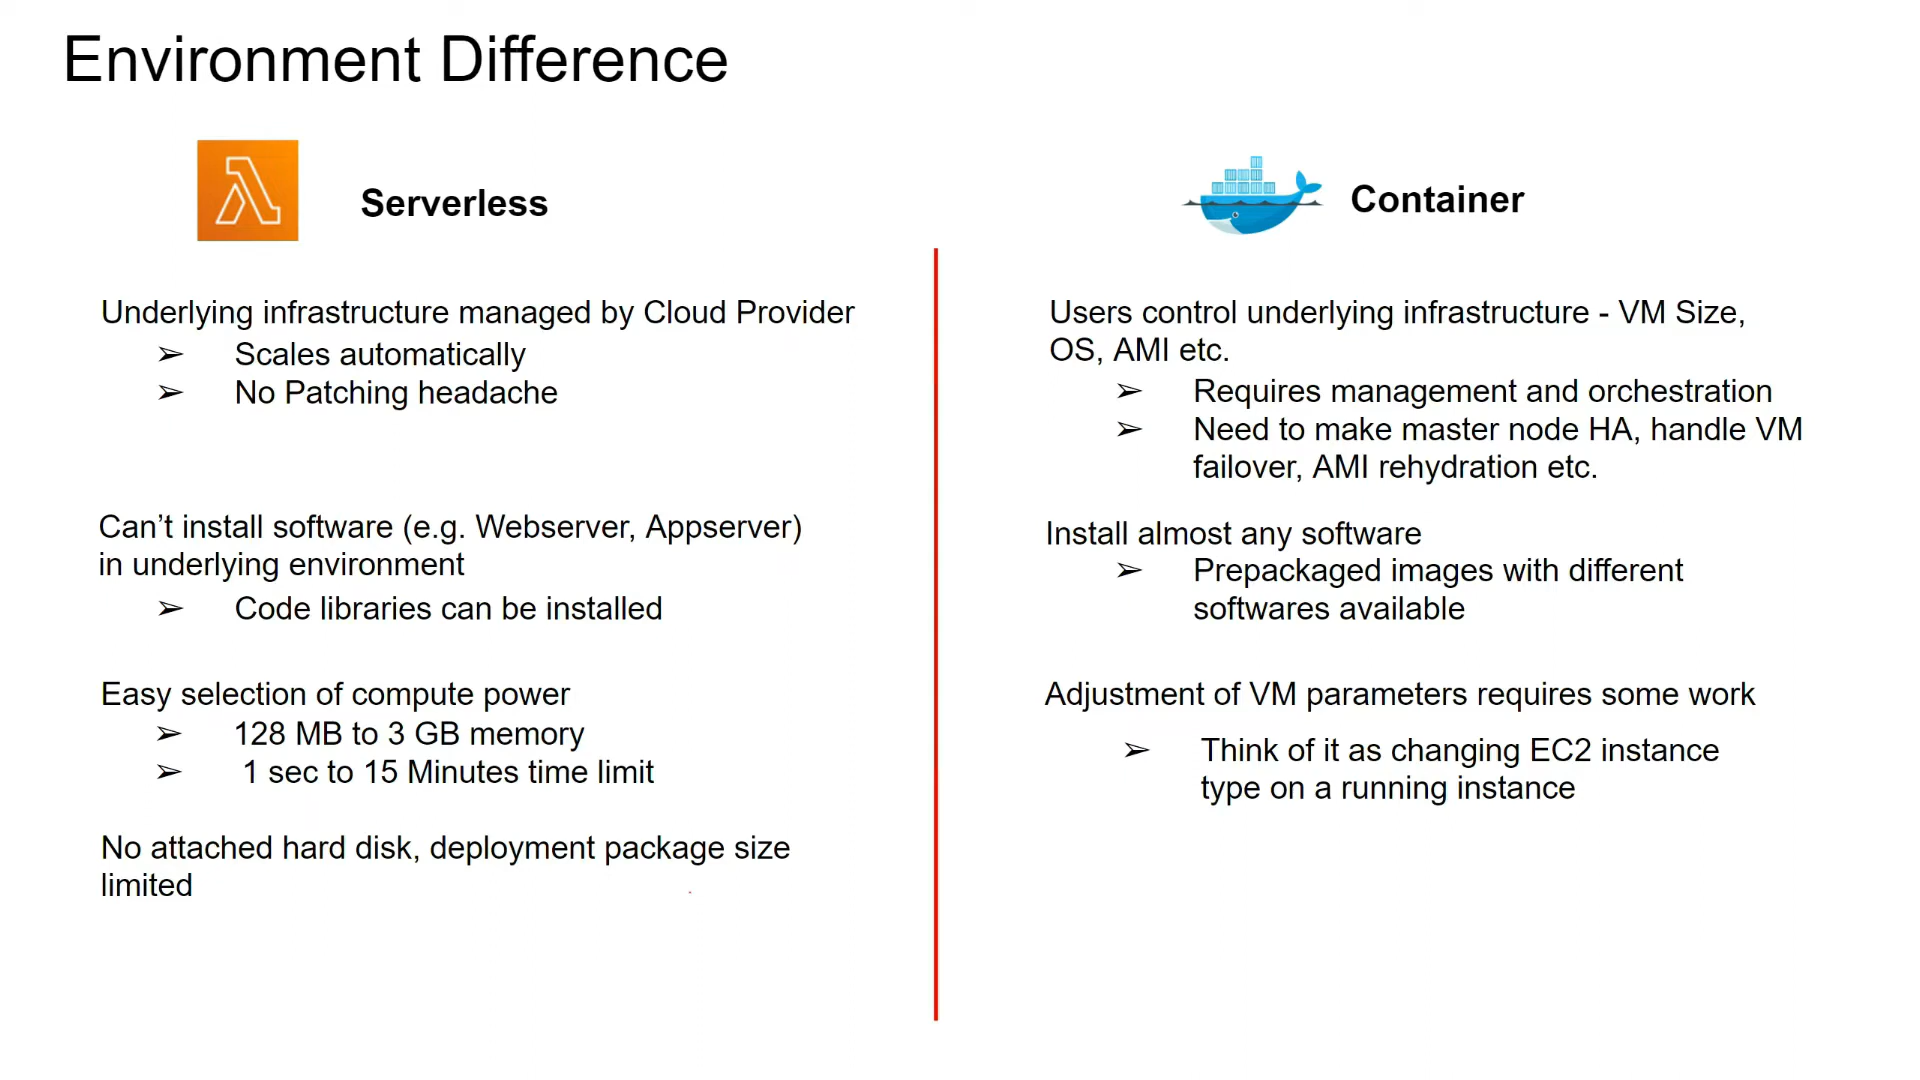 Environment Difference
Serverless
Underlying infrastructure managed by Cloud Provider
➢ Scales automatically
➢ No Patching headache
Can’t install software (e.g. Webserver, Appserver)
in underlying environment
➢ Code libraries can be installed
Easy selection of compute power
➢ 128 MB to 3 GB memory
➢ 1 sec to 15 Minutes time limit
No attached hard disk, deployment package size
limited
Container
Users control underlying infrastructure - VM Size,
OS, AMI etc.
➢ Requires management and orchestration
➢ Need to make master node HA, handle VM
failover, AMI rehydration etc.
Install almost any software
➢ Prepackaged images with different
softwares available
Adjustment of VM parameters requires some work
➢ Think of it as changing EC2 instance
type on a running instance